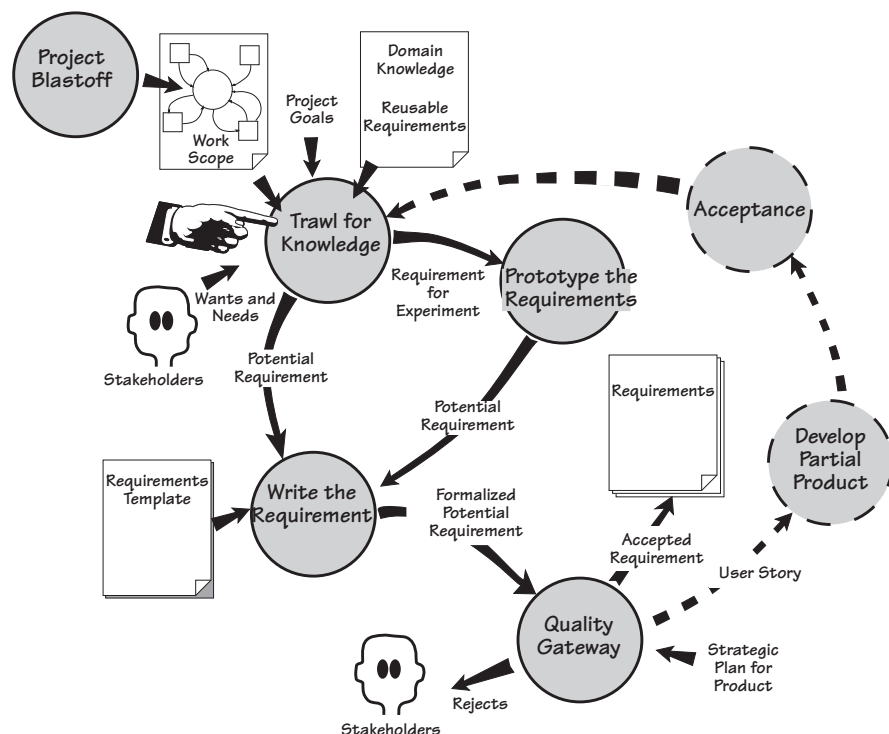 Project
Blastoff
Work
Scope
Project
Goals
Domain
Knowledge
Reusable
Requirements
Trawl for
Knowledge
Acceptance
Requirement
for
Experiment
Prototype the
Requirements
Wants and
Needs
Stakeholders
Potential
Requirement
Potential
Requirement
Requirements
Develop
Partial
Product
Requirements
Template
Write the
Requirement
Formalized
Potential
Requirement
Accepted
Requirement
User Story
Quality
Gateway
Strategic
Plan for
Product
Rejects
Stakeholders